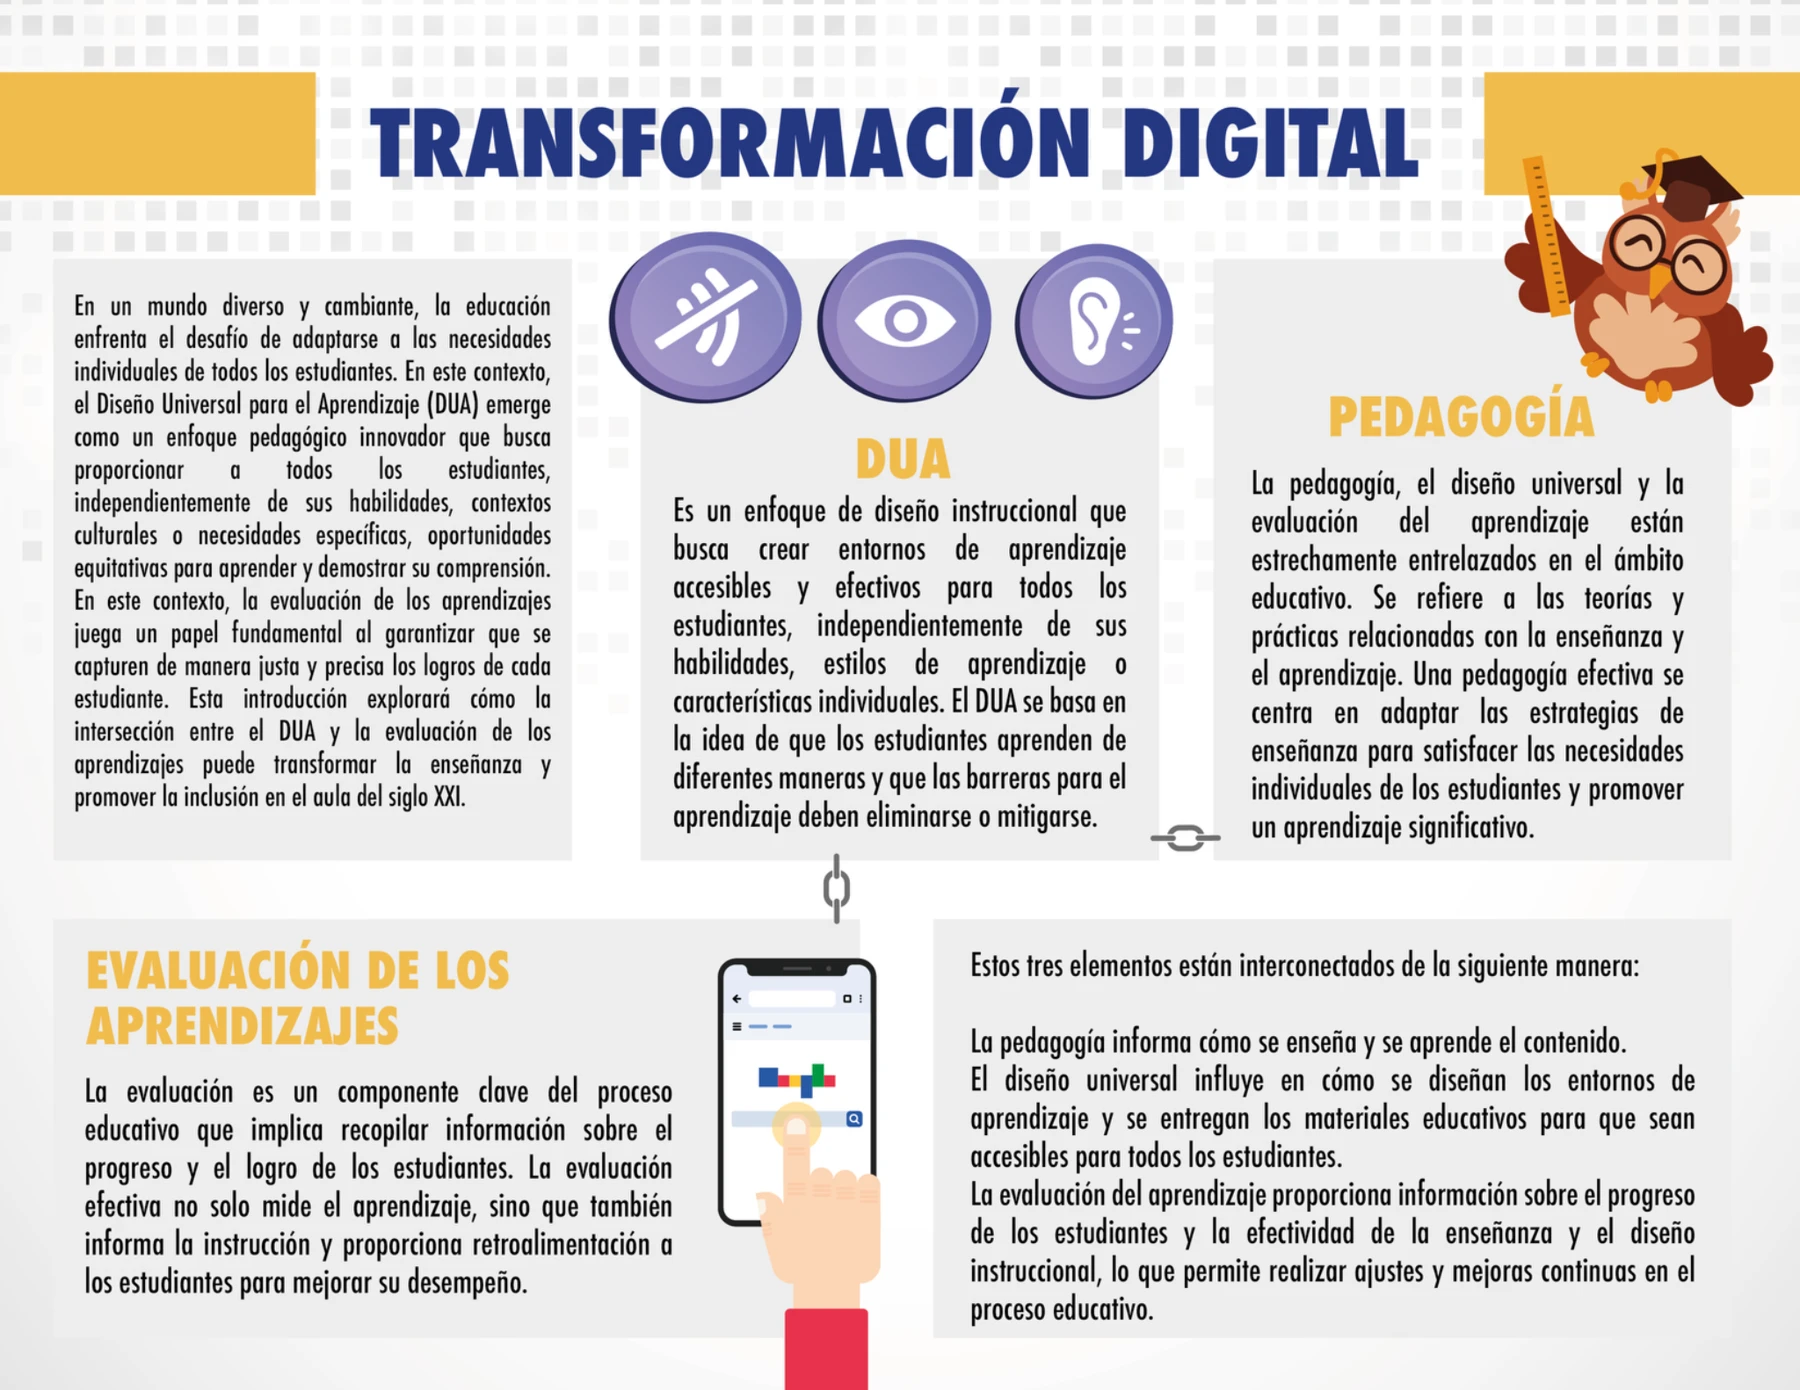 TRANSFORMACIÓN DIGITAL
En un mundo diverso y cambiante, la educación
enfrenta el desafío de adaptarse a las necesidades
individuales de todos los estudiantes. En este contexto,
el Diseño Universal para el Aprendizaje (DUA) emerge
como un enfoque pedagógico innovador que busca
proporcionar a todos los estudiantes,
independientemente de sus habilidades, contextos
culturales o necesidades específicas, oportunidades
equitativas para aprender y demostrar su comprensión.
En este contexto, la evaluación de los aprendizajes
juega un papel fundamental al garantizar que se
capturen de manera justa y precisa los logros de cada
estudiante. Esta introducción explorará cómo la
intersección entre el DUA y la evaluación de los
aprendizajes puede transformar la enseñanza y
promover la inclusión en el aula del siglo XXI.
DUA
Es un enfoque de diseño instruccional que
busca crear entornos de aprendizaje
accesibles y efectivos para todos los
estudiantes, independientemente de sus
habilidades, estilos de aprendizaje o
características individuales. El DUA se basa en
la idea de que los estudiantes aprenden de
diferentes maneras y que las barreras para el
aprendizaje deben eliminarse o mitigarse.
PEDAGOGÍA
La pedagogía, el diseño universal y la
evaluación del aprendizaje están
estrechamente entrelazados en el ámbito
educativo. Se refiere a las teorías y
prácticas relacionadas con la enseñanza y
el aprendizaje. Una pedagogía efectiva se
centra en adaptar las estrategias de
enseñanza para satisfacer las necesidades
individuales de los estudiantes y promover
un aprendizaje significativo.
EVALUACIÓN DE LOS
APRENDIZAJES
La evaluación es un componente clave del proceso
educativo que implica recopilar información sobre el
progreso y el logro de los estudiantes. La evaluación
efectiva no solo mide el aprendizaje, sino que también
informa la instrucción y proporciona retroalimentación a
los estudiantes para mejorar su desempeño.
Estos tres elementos están interconectados de la siguiente manera:
La pedagogía informa cómo se enseña y se aprende el contenido.
El diseño universal influye en cómo se diseñan los entornos de
aprendizaje y se entregan los materiales educativos para que sean
accesibles para todos los estudiantes.
La evaluación del aprendizaje proporciona información sobre el progreso
de los estudiantes y la efectividad de la enseñanza y el diseño
instruccional, lo que permite realizar ajustes y mejoras continuas en el
proceso educativo.